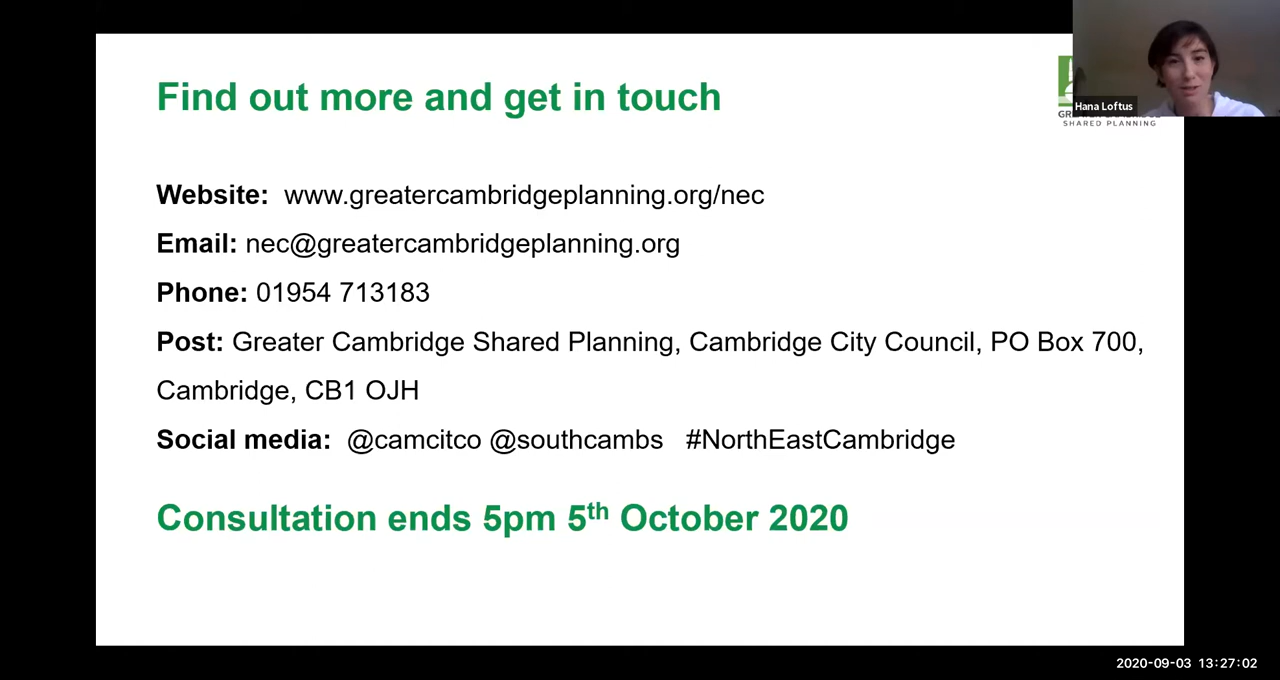 Find out more and get in touch
Hana Loftus
SHARED PLANNING
Website: www.greatercambridgeplanning.org/nec
Email: nec@greatercambridgeplanning.org
Phone: 01954 713183
Post: Greater Cambridge Shared Planning, Cambridge City Council, PO Box 700,
Cambridge, CB1 OJH
Social media: @camcitco @southcambs #NorthEastCambridge
Consultation ends 5pm 5th October 2020
2020-09-03 13:27:02